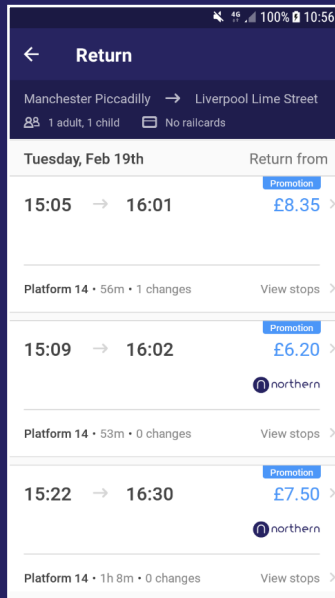 4G 100% 10:56
Return
Manchester Piccadilly → Liverpool Lime Street
1 adult, 1 child No railcards
Tuesday, Feb 19th Return from
Promotion
15:05 → 16:01 £8.35
Platform 14 • 56m • 1 changes View stops
Promotion
15:09 → 16:02 £6.20
northern
Platform 14 • 53m • 0 changes View stops
Promotion
15:22 → 16:30 £7.50
northern
Platform 14 • 1h 8m • 0 changes View stops